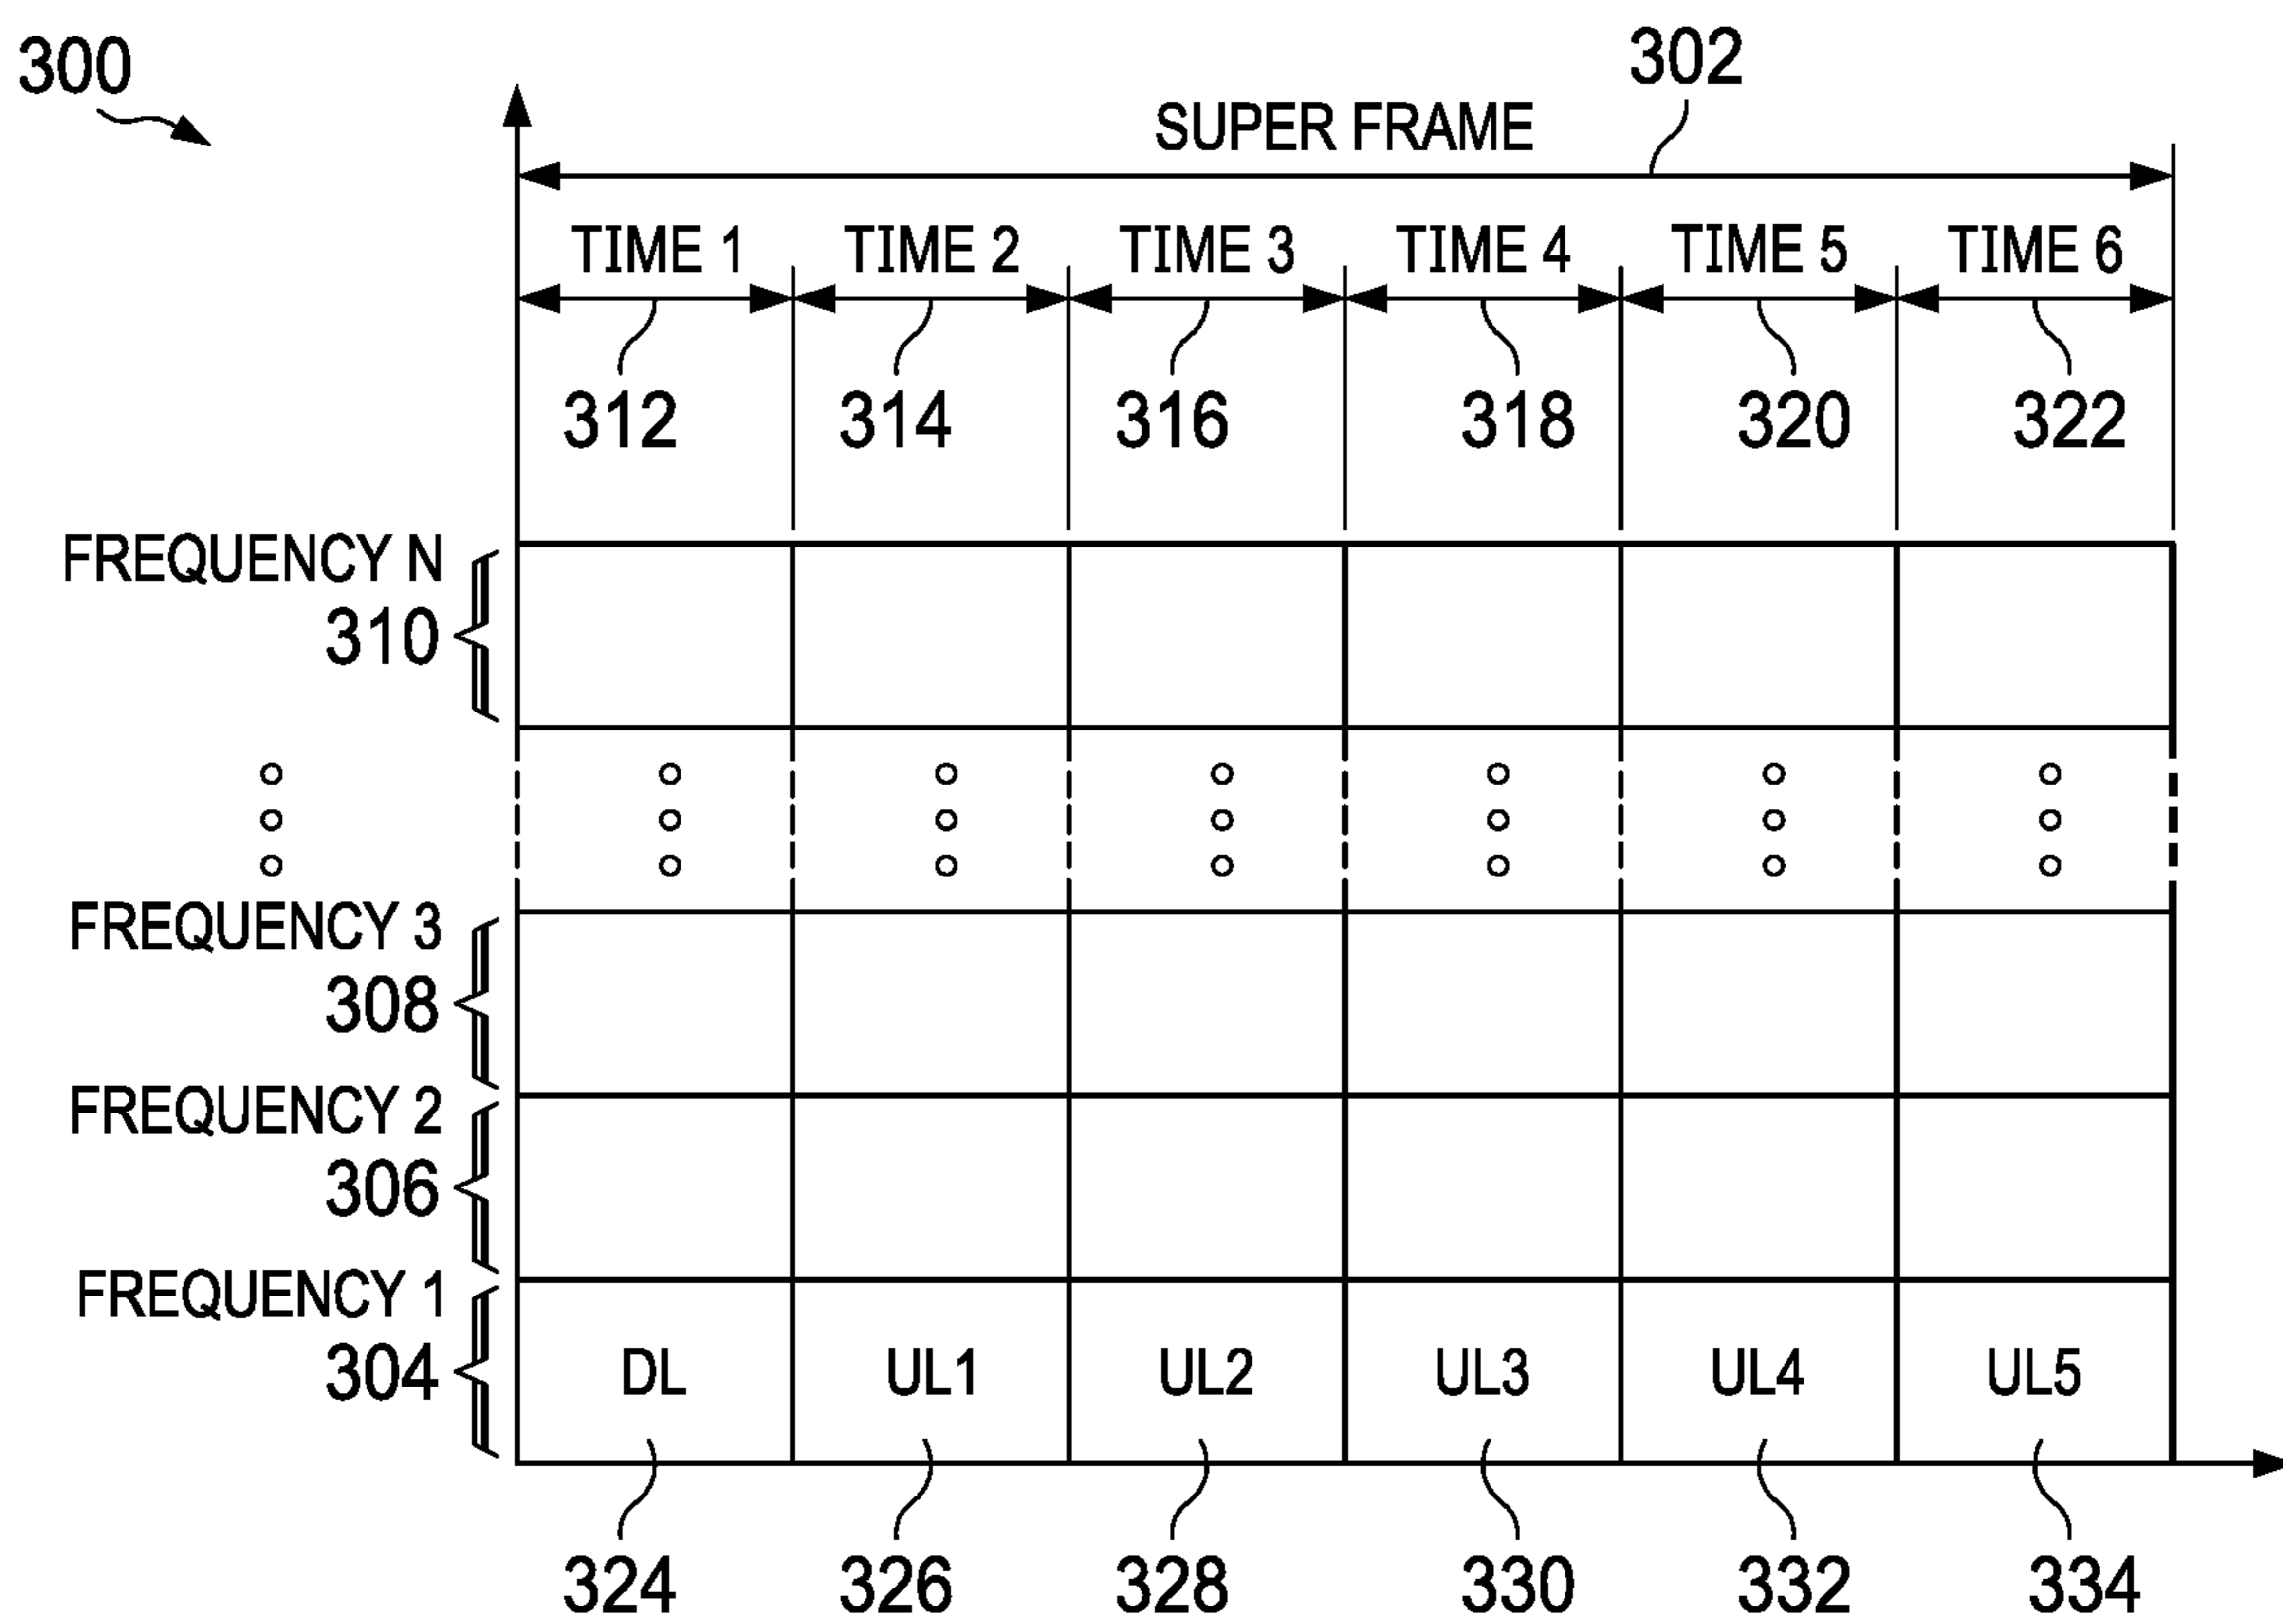 300
302
SUPER FRAME
TIME 1 TIME 2 TIME 3 TIME 4 TIME 5 TIME 6
312 314 316 318 320 322
FREQUENCY N
310
FREQUENCY 3
308
FREQUENCY 2
306
FREQUENCY 1
304 DL UL1 UL2 UL3 UL4 UL5
324 326 328 330 332 334